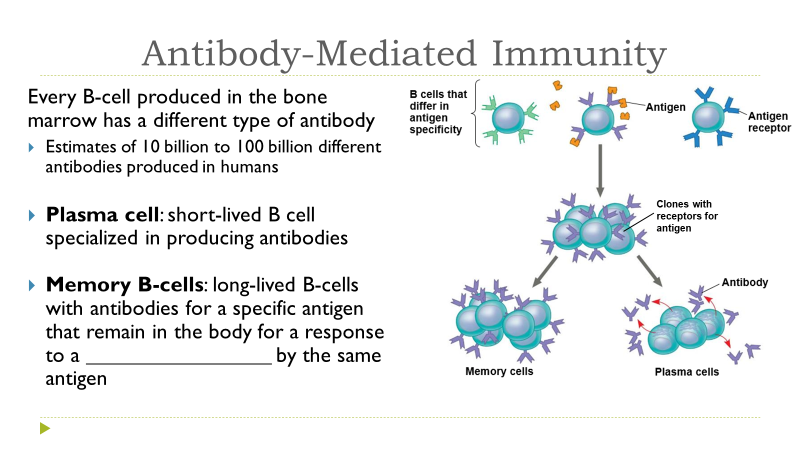 Antibody-Mediated Immunity
Every B-cell produced in the bone
marrow has a different type of antibody
Estimates of 10 billion to 100 billion different
antibodies produced in humans
Plasma cell: short-lived B cell
specialized in producing antibodies
Memory B-cells: long-lived B-cells
with antibodies for a specific antigen
that remain in the body for a response
to a _________________ by the same
antigen
B cells that
differ in
antigen
specificity
Antigen
Antigen
receptor
Clones with
receptors for
antigen
Antibody
Memory cells
Plasma cells